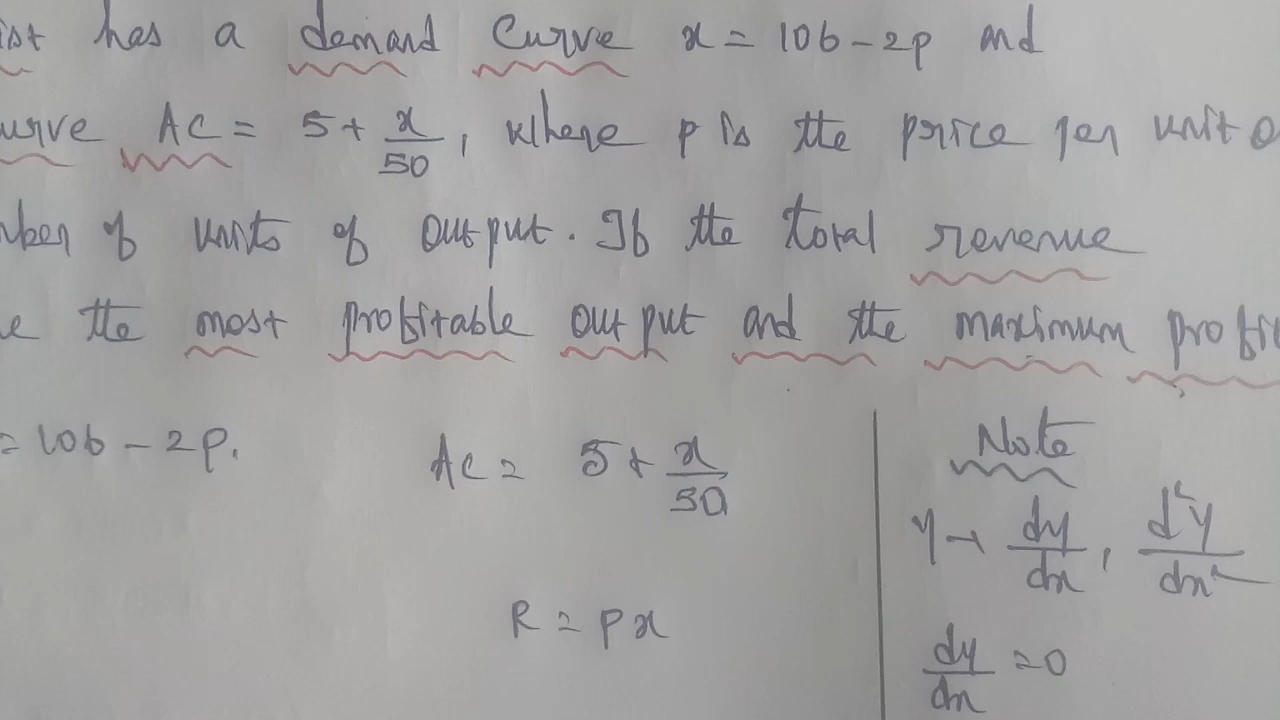 ist has a demand curve x = 106 - 2p and
urve AC = 5 + x/50, where p is the price per unit o
mber of units of output. If the total revenue
e the most profitable output and the maximum profi
= 106 - 2p.
AC = 5 + x/50
R = px
Note
y → dy/dx, d²y/dx²
dy/dx = 0